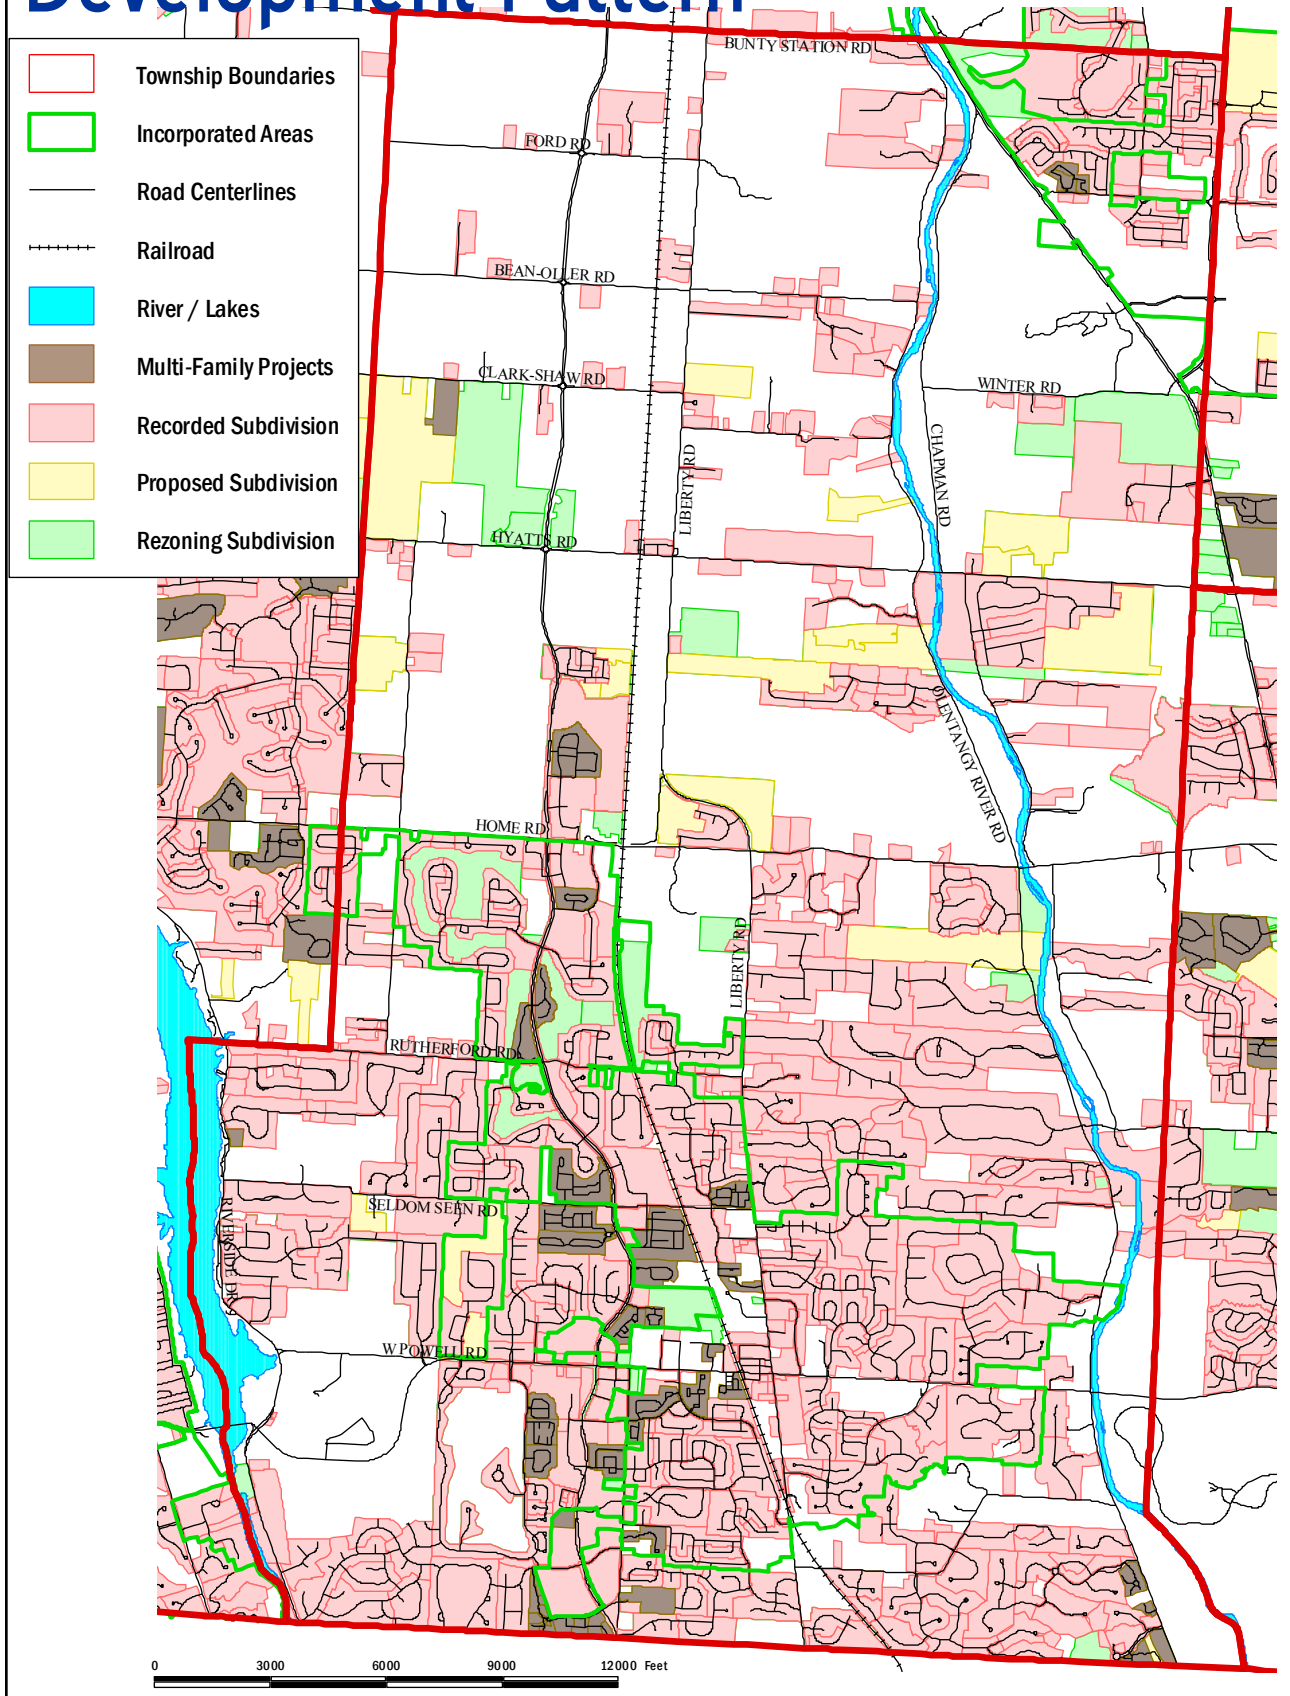 Development Pattern
Township Boundaries
Incorporated Areas
Road Centerlines
Railroad
River / Lakes
Multi-Family Projects
Recorded Subdivision
Proposed Subdivision
Rezoning Subdivision
BUNTY STATION RD
FORD RD
BEAN-OLLER RD
CLARK-SHAW RD
WINTER RD
CHAPMAN RD
LIBERTY RD
HYATTS RD
OLENTANGY RIVER RD
HOME RD
LIBERTY RD
RUTHERFORD RD
SELDOM SEEN RD
RIVERSIDE DR
W POWELL RD
0 3000 6000 9000 12000 Feet